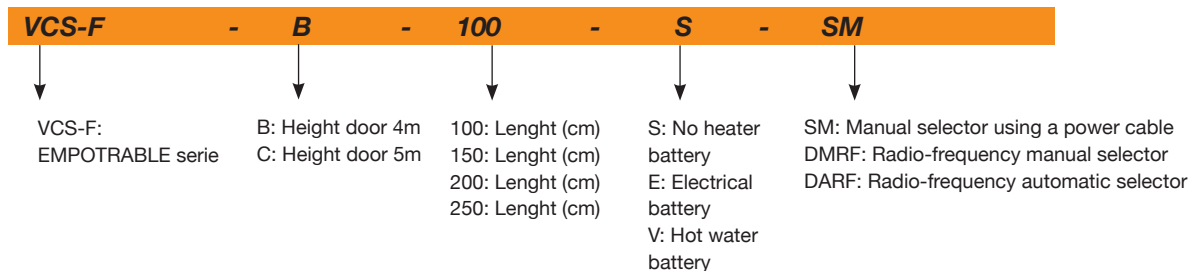 VCS-F - B - 100 - S - SM
VCS-F:
EMPOTRABLE serie
B: Height door 4m
C: Height door 5m
100: Lenght (cm)
150: Lenght (cm)
200: Lenght (cm)
250: Lenght (cm)
S: No heater
battery
E: Electrical
battery
V: Hot water
battery
SM: Manual selector using a power cable
DMRF: Radio-frequency manual selector
DARF: Radio-frequency automatic selector